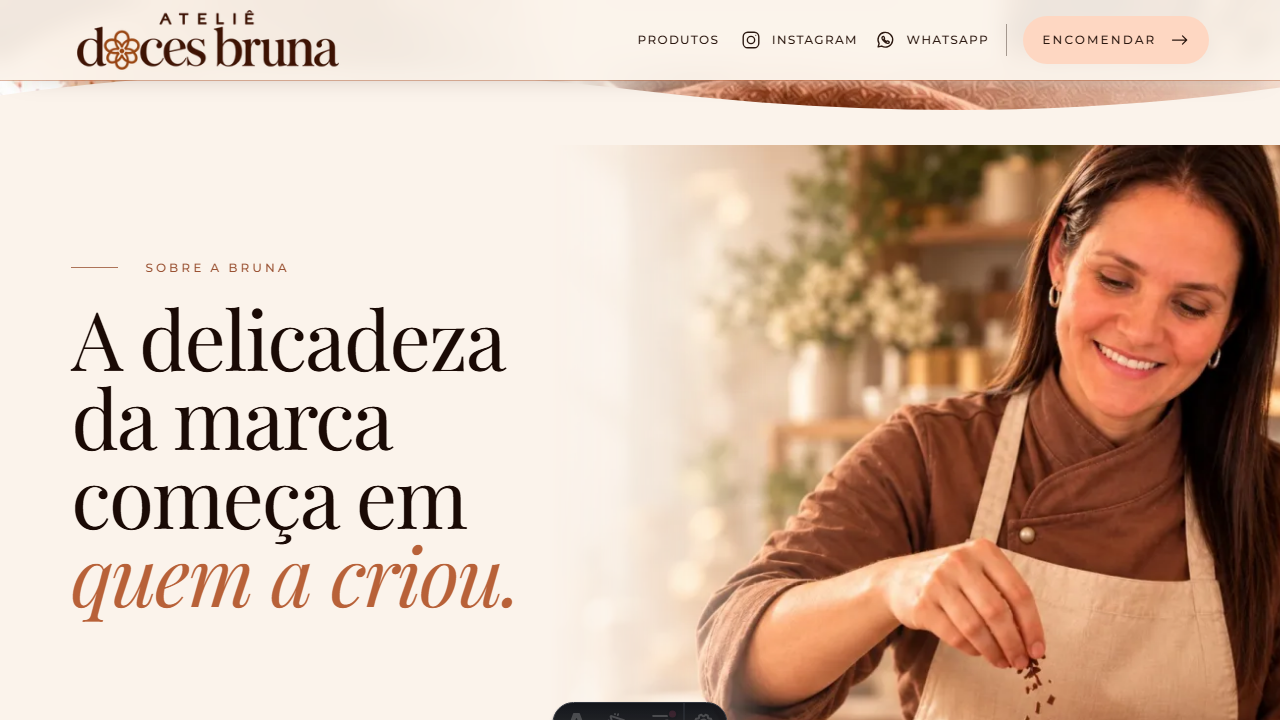 ATELIÊ
doces bruna
PRODUTOS
INSTAGRAM
WHATSAPP
ENCOMENDAR
SOBRE A BRUNA
A delicadeza
da marca
começa em
quem a criou.